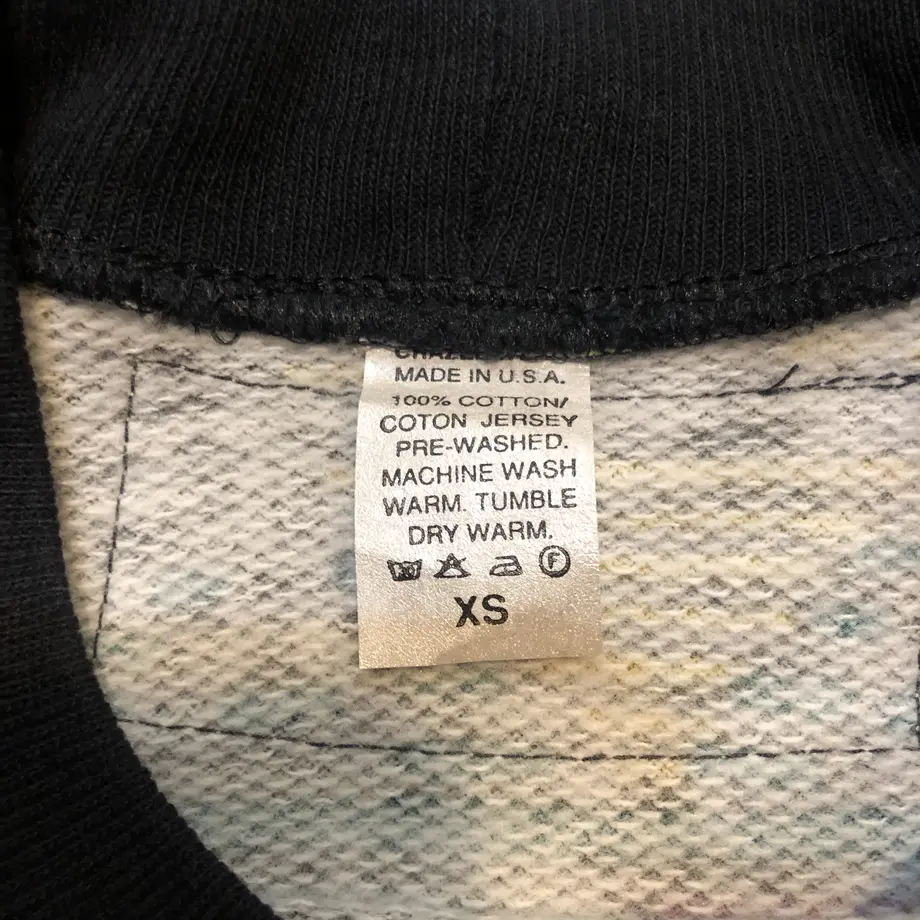 MADE IN U.S.A.
100% COTTON/
COTON JERSEY
PRE-WASHED.
MACHINE WASH
WARM. TUMBLE
DRY WARM.
F
XS